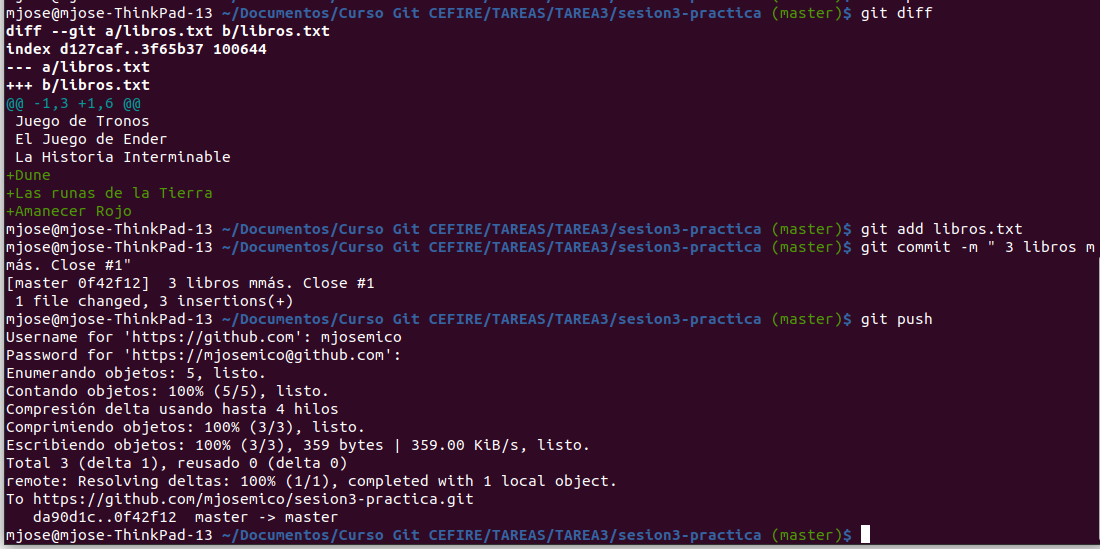 mjose@mjose-ThinkPad-13 ~/Documentos/Curso Git CEFIRE/TAREAS/TAREA3/sesion3-practica (master)$ git diff
diff --git a/libros.txt b/libros.txt
index d127caf..3f65b37 100644
--- a/libros.txt
+++ b/libros.txt
@@ -1,3 +1,6 @@
 Juego de Tronos
 El Juego de Ender
 La Historia Interminable
+Dune
+Las runas de la Tierra
+Amanecer Rojo
mjose@mjose-ThinkPad-13 ~/Documentos/Curso Git CEFIRE/TAREAS/TAREA3/sesion3-practica (master)$ git add libros.txt
mjose@mjose-ThinkPad-13 ~/Documentos/Curso Git CEFIRE/TAREAS/TAREA3/sesion3-practica (master)$ git commit -m " 3 libros m
más. Close #1"
[master 0f42f12]  3 libros mmás. Close #1
 1 file changed, 3 insertions(+)
mjose@mjose-ThinkPad-13 ~/Documentos/Curso Git CEFIRE/TAREAS/TAREA3/sesion3-practica (master)$ git push
Username for 'https://github.com': mjosemico
Password for 'https://mjosemico@github.com':
Enumerando objetos: 5, listo.
Contando objetos: 100% (5/5), listo.
Compresión delta usando hasta 4 hilos
Comprimiendo objetos: 100% (3/3), listo.
Escribiendo objetos: 100% (3/3), 359 bytes | 359.00 KiB/s, listo.
Total 3 (delta 1), reusado 0 (delta 0)
remote: Resolving deltas: 100% (1/1), completed with 1 local object.
To https://github.com/mjosemico/sesion3-practica.git
   da90d1c..0f42f12  master -> master
mjose@mjose-ThinkPad-13 ~/Documentos/Curso Git CEFIRE/TAREAS/TAREA3/sesion3-practica (master)$